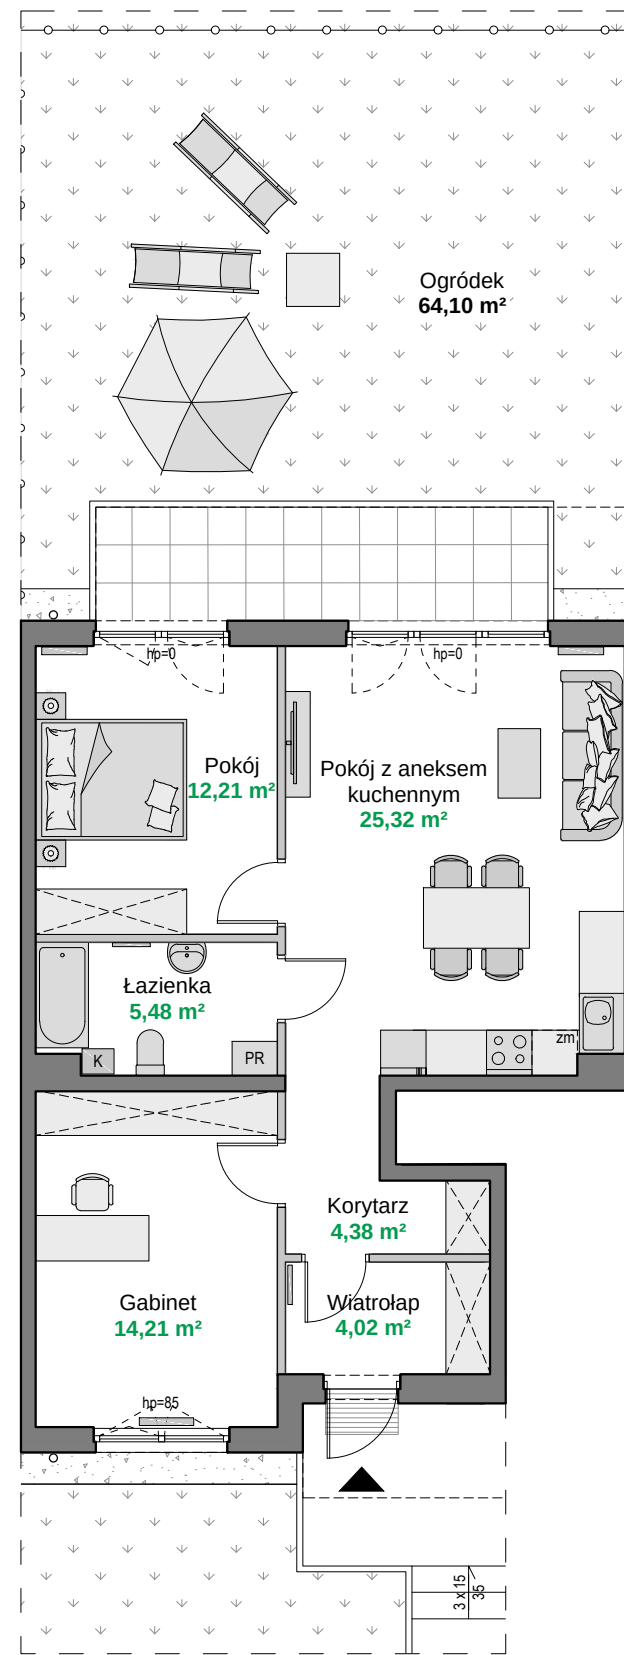 Ogródek
64,10 m²
hp=0
hp=0
Pokój
12,21 m²
Pokój z aneksem
kuchennym
25,32 m²
Łazienka
5,48 m²
zm
K
PR
Korytarz
4,38 m²
Gabinet
14,21 m²
Wiatrołap
4,02 m²
hp=85
3 x 15
35